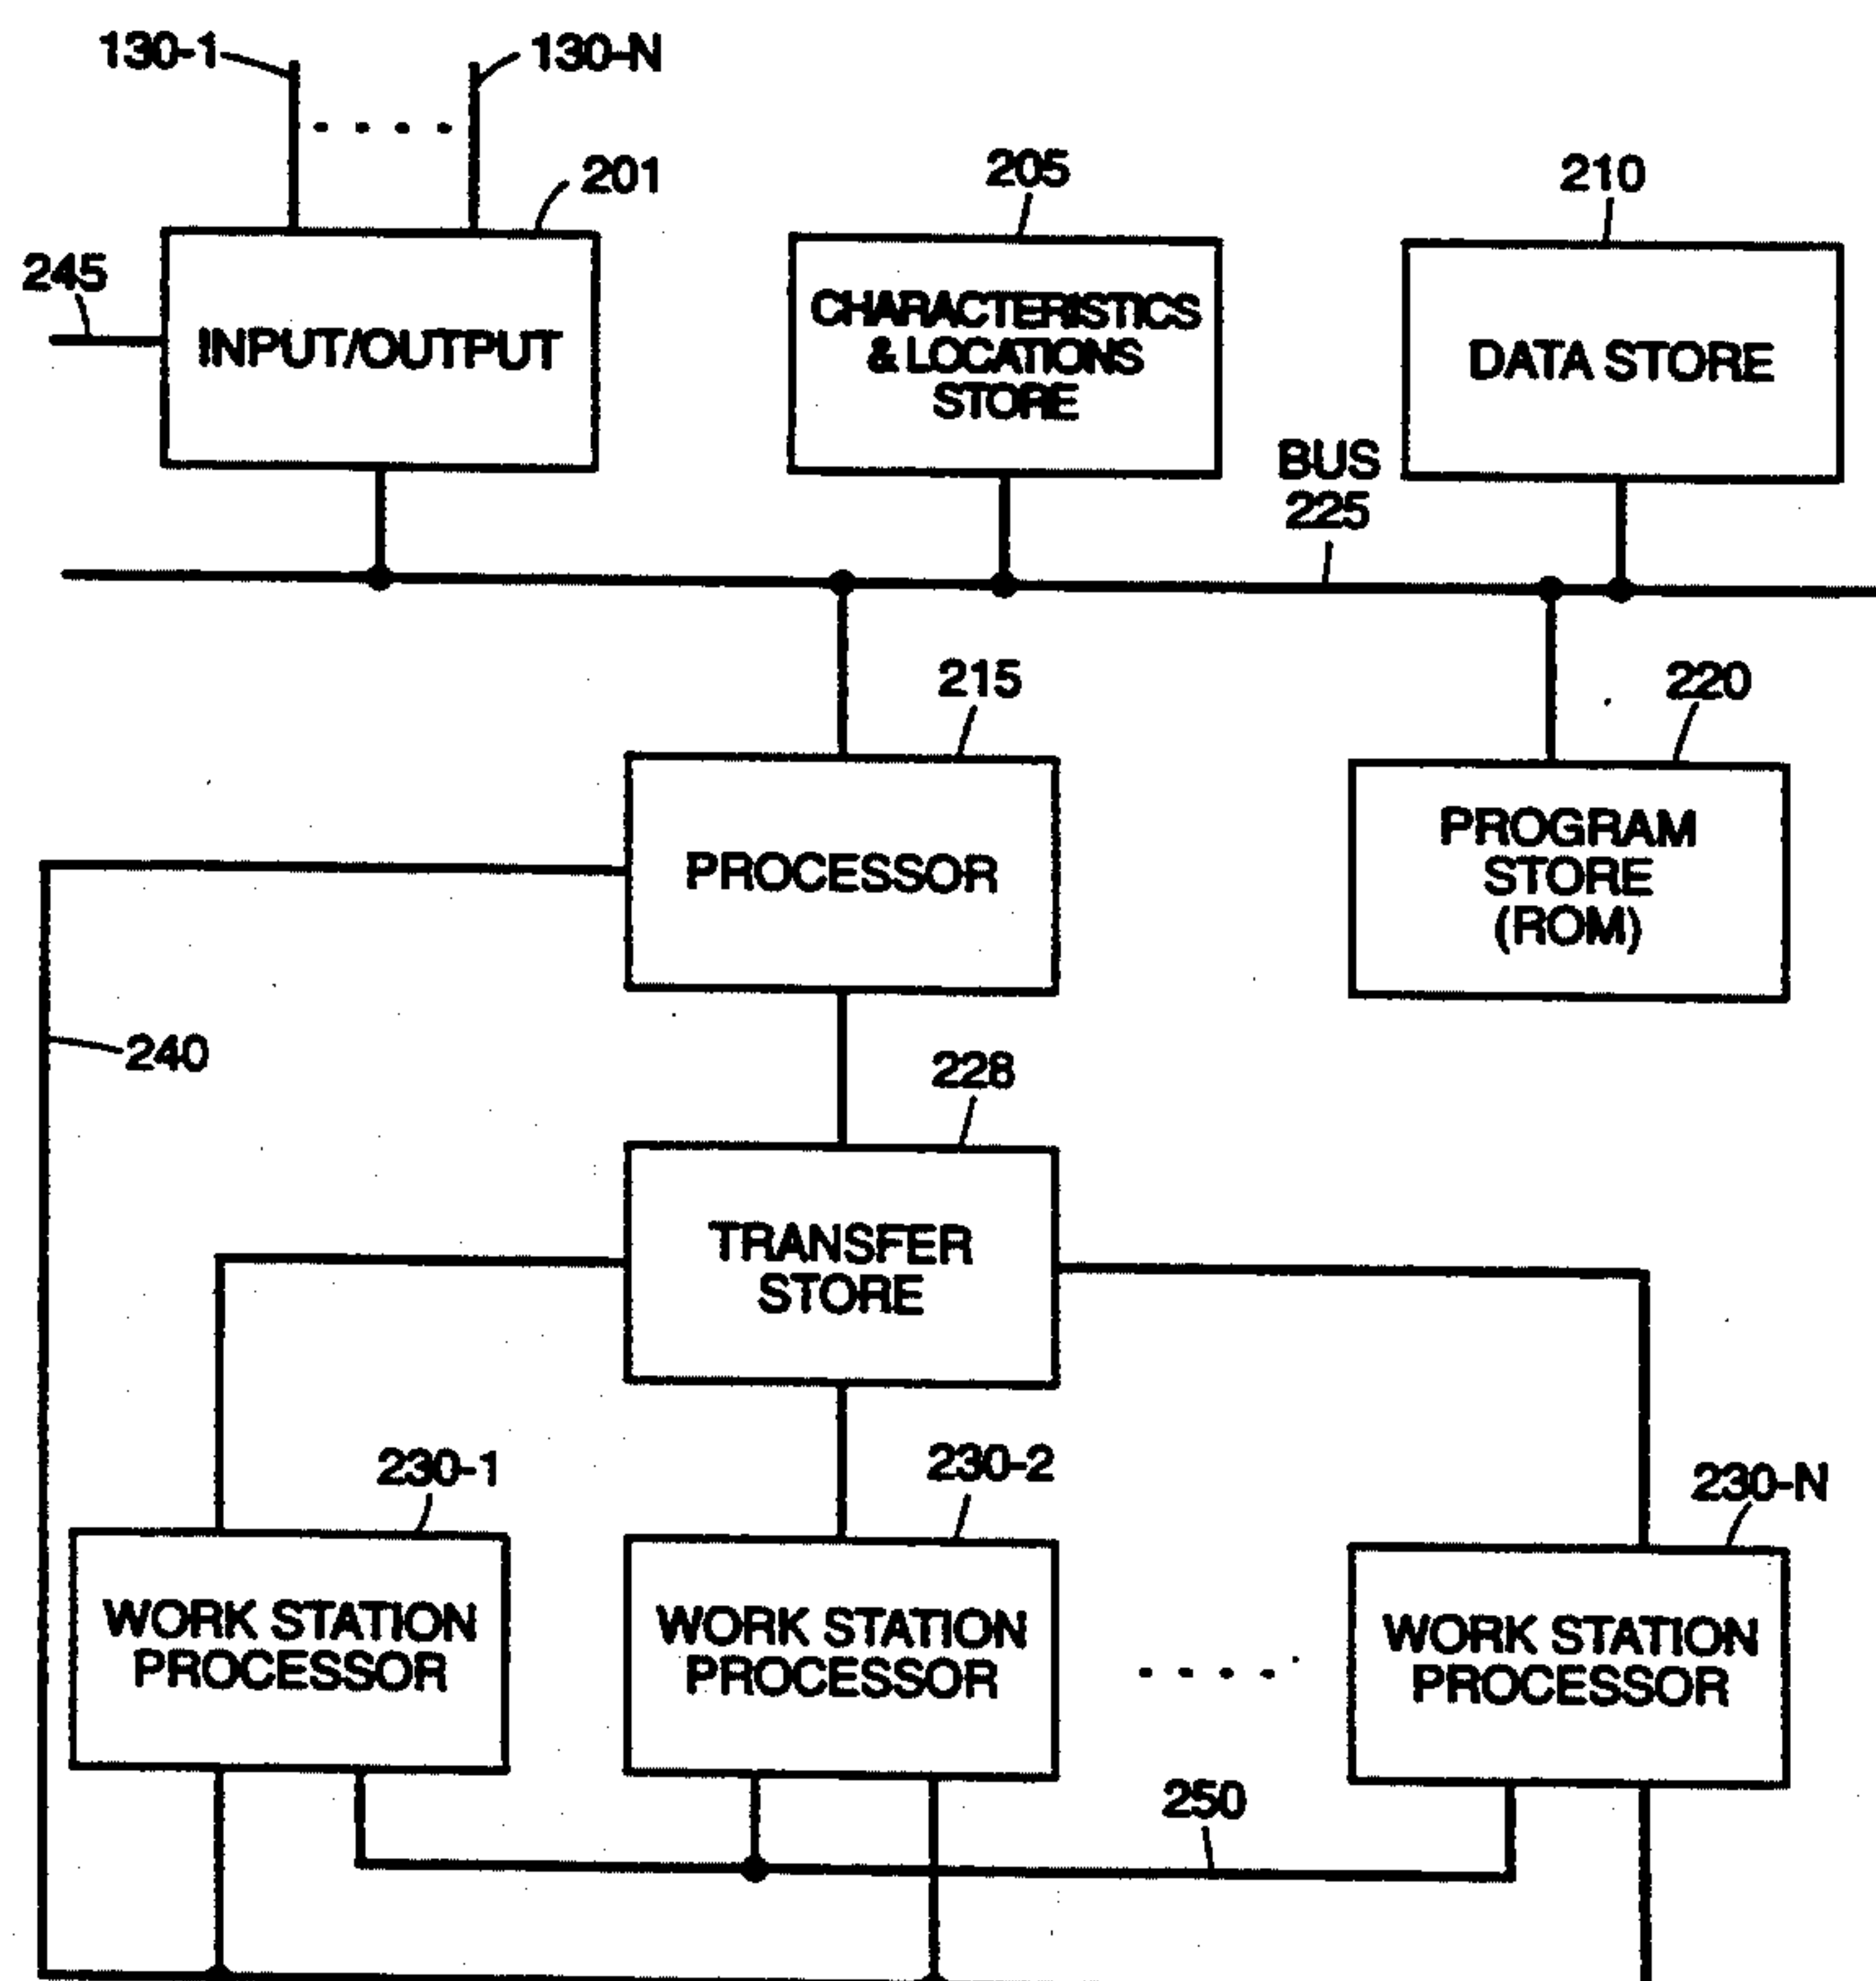 130-1
130-N
201
205
210
245
INPUT/OUTPUT
CHARACTERISTICS
& LOCATIONS
STORE
DATA STORE
BUS
225
215
220
PROCESSOR
PROGRAM
STORE
(ROM)
240
228
TRANSFER
STORE
230-1
230-2
230-N
WORK STATION
PROCESSOR
WORK STATION
PROCESSOR
WORK STATION
PROCESSOR
250